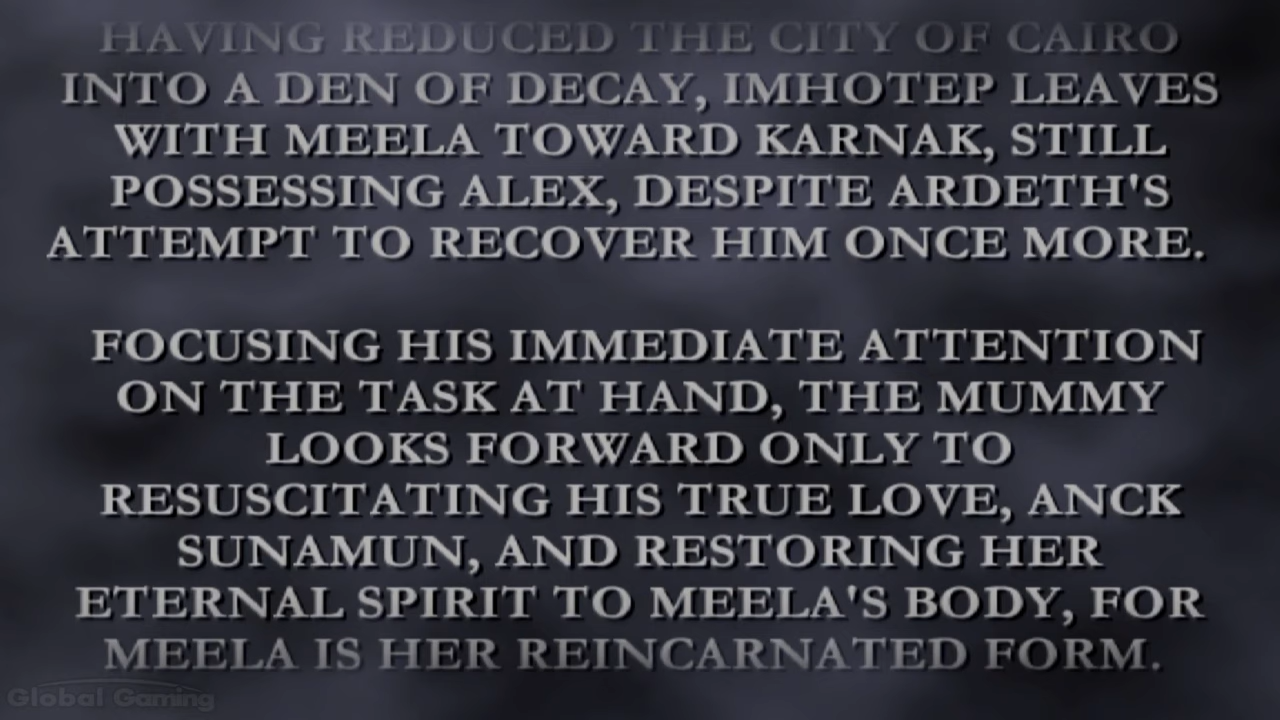 HAVING REDUCED THE CITY OF CAIRO
INTO A DEN OF DECAY, IMHOTEP LEAVES
WITH MEELA TOWARD KARNAK, STILL
POSSESSING ALEX, DESPITE ARDETH'S
ATTEMPT TO RECOVER HIM ONCE MORE.
FOCUSING HIS IMMEDIATE ATTENTION
ON THE TASK AT HAND, THE MUMMY
LOOKS FORWARD ONLY TO
RESUSCITATING HIS TRUE LOVE, ANCK
SUNAMUN, AND RESTORING HER
ETERNAL SPIRIT TO MEELA'S BODY, FOR
MEELA IS HER REINCARNATED FORM.
Global Gaming